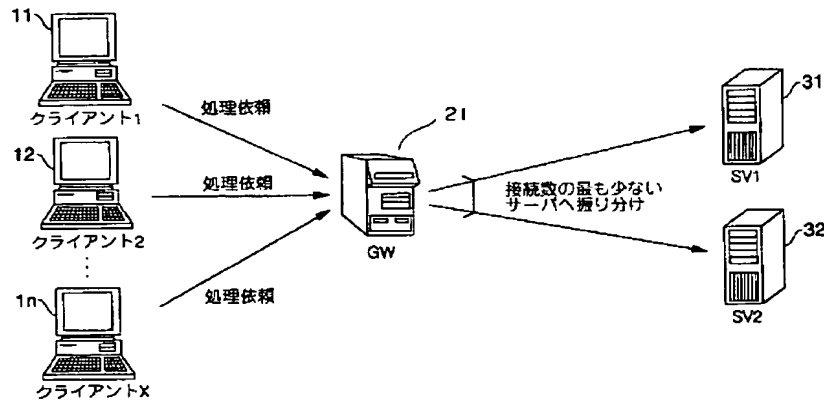 11
クライアント1
処理依頼
12
クライアント2
処理依頼
1n
クライアントX
処理依頼
21
GW
接続数の最も少ない
サーバへ振り分け
31
SV1
32
SV2